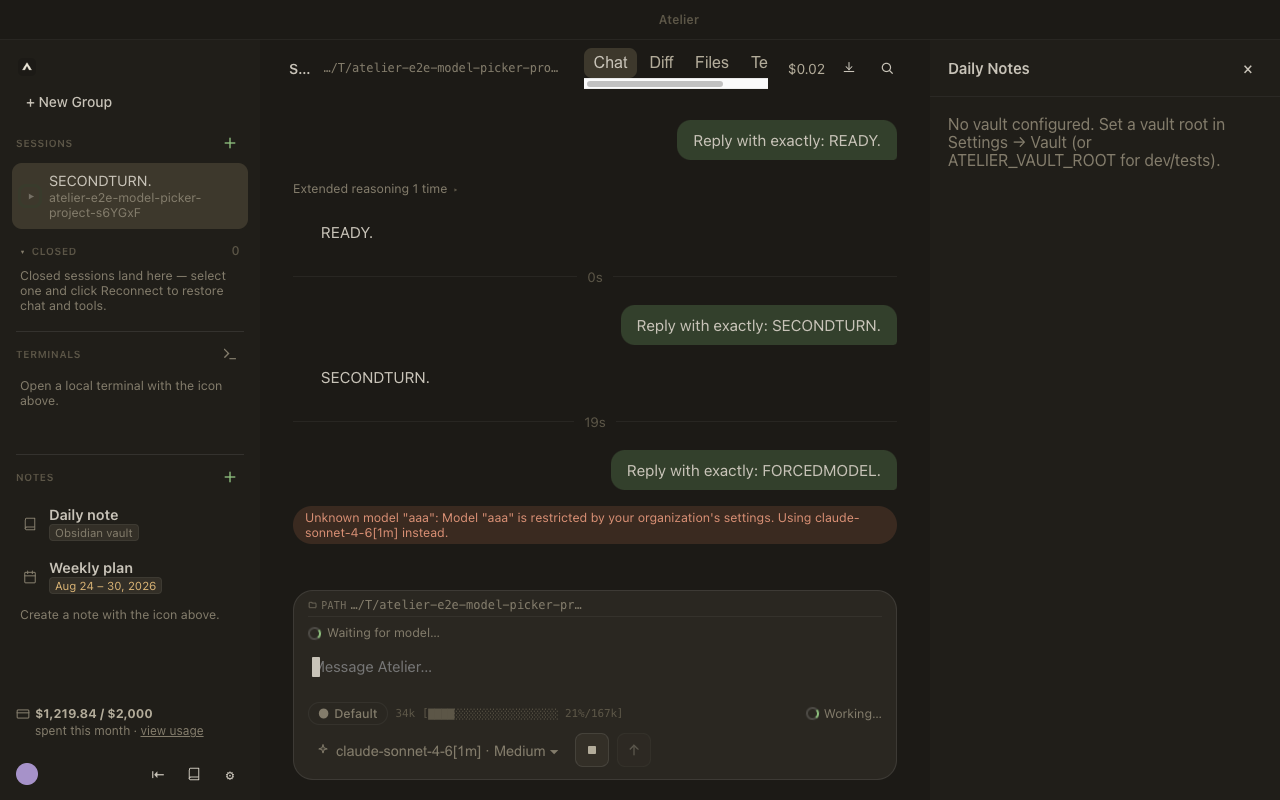 Atelier
+ New Group
SESSIONS
SECONDTURN.
atelier-e2e-model-picker-
project-s6YGxF
CLOSED 0
Closed sessions land here — select
one and click Reconnect to restore
chat and tools.
TERMINALS
Open a local terminal with the icon
above.
NOTES
Daily note
Obsidian vault
Weekly plan
Aug 24 – 30, 2026
Create a note with the icon above.
$1,219.84 / $2,000
spent this month · view usage
S... …/T/atelier-e2e-model-picker-pro…
Chat Diff Files Te
$0.02
Reply with exactly: READY.
Extended reasoning 1 time
READY.
0s
Reply with exactly: SECONDTURN.
SECONDTURN.
19s
Reply with exactly: FORCEDMODEL.
Unknown model "aaa": Model "aaa" is restricted by your organization's settings. Using claude-
sonnet-4-6[1m] instead.
PATH …/T/atelier-e2e-model-picker-pr…
Waiting for model…
Message Atelier...
Default 34k [ 21%/167k]
Working…
claude-sonnet-4-6[1m] · Medium
Daily Notes
No vault configured. Set a vault root in
Settings → Vault (or
ATELIER_VAULT_ROOT for dev/tests).